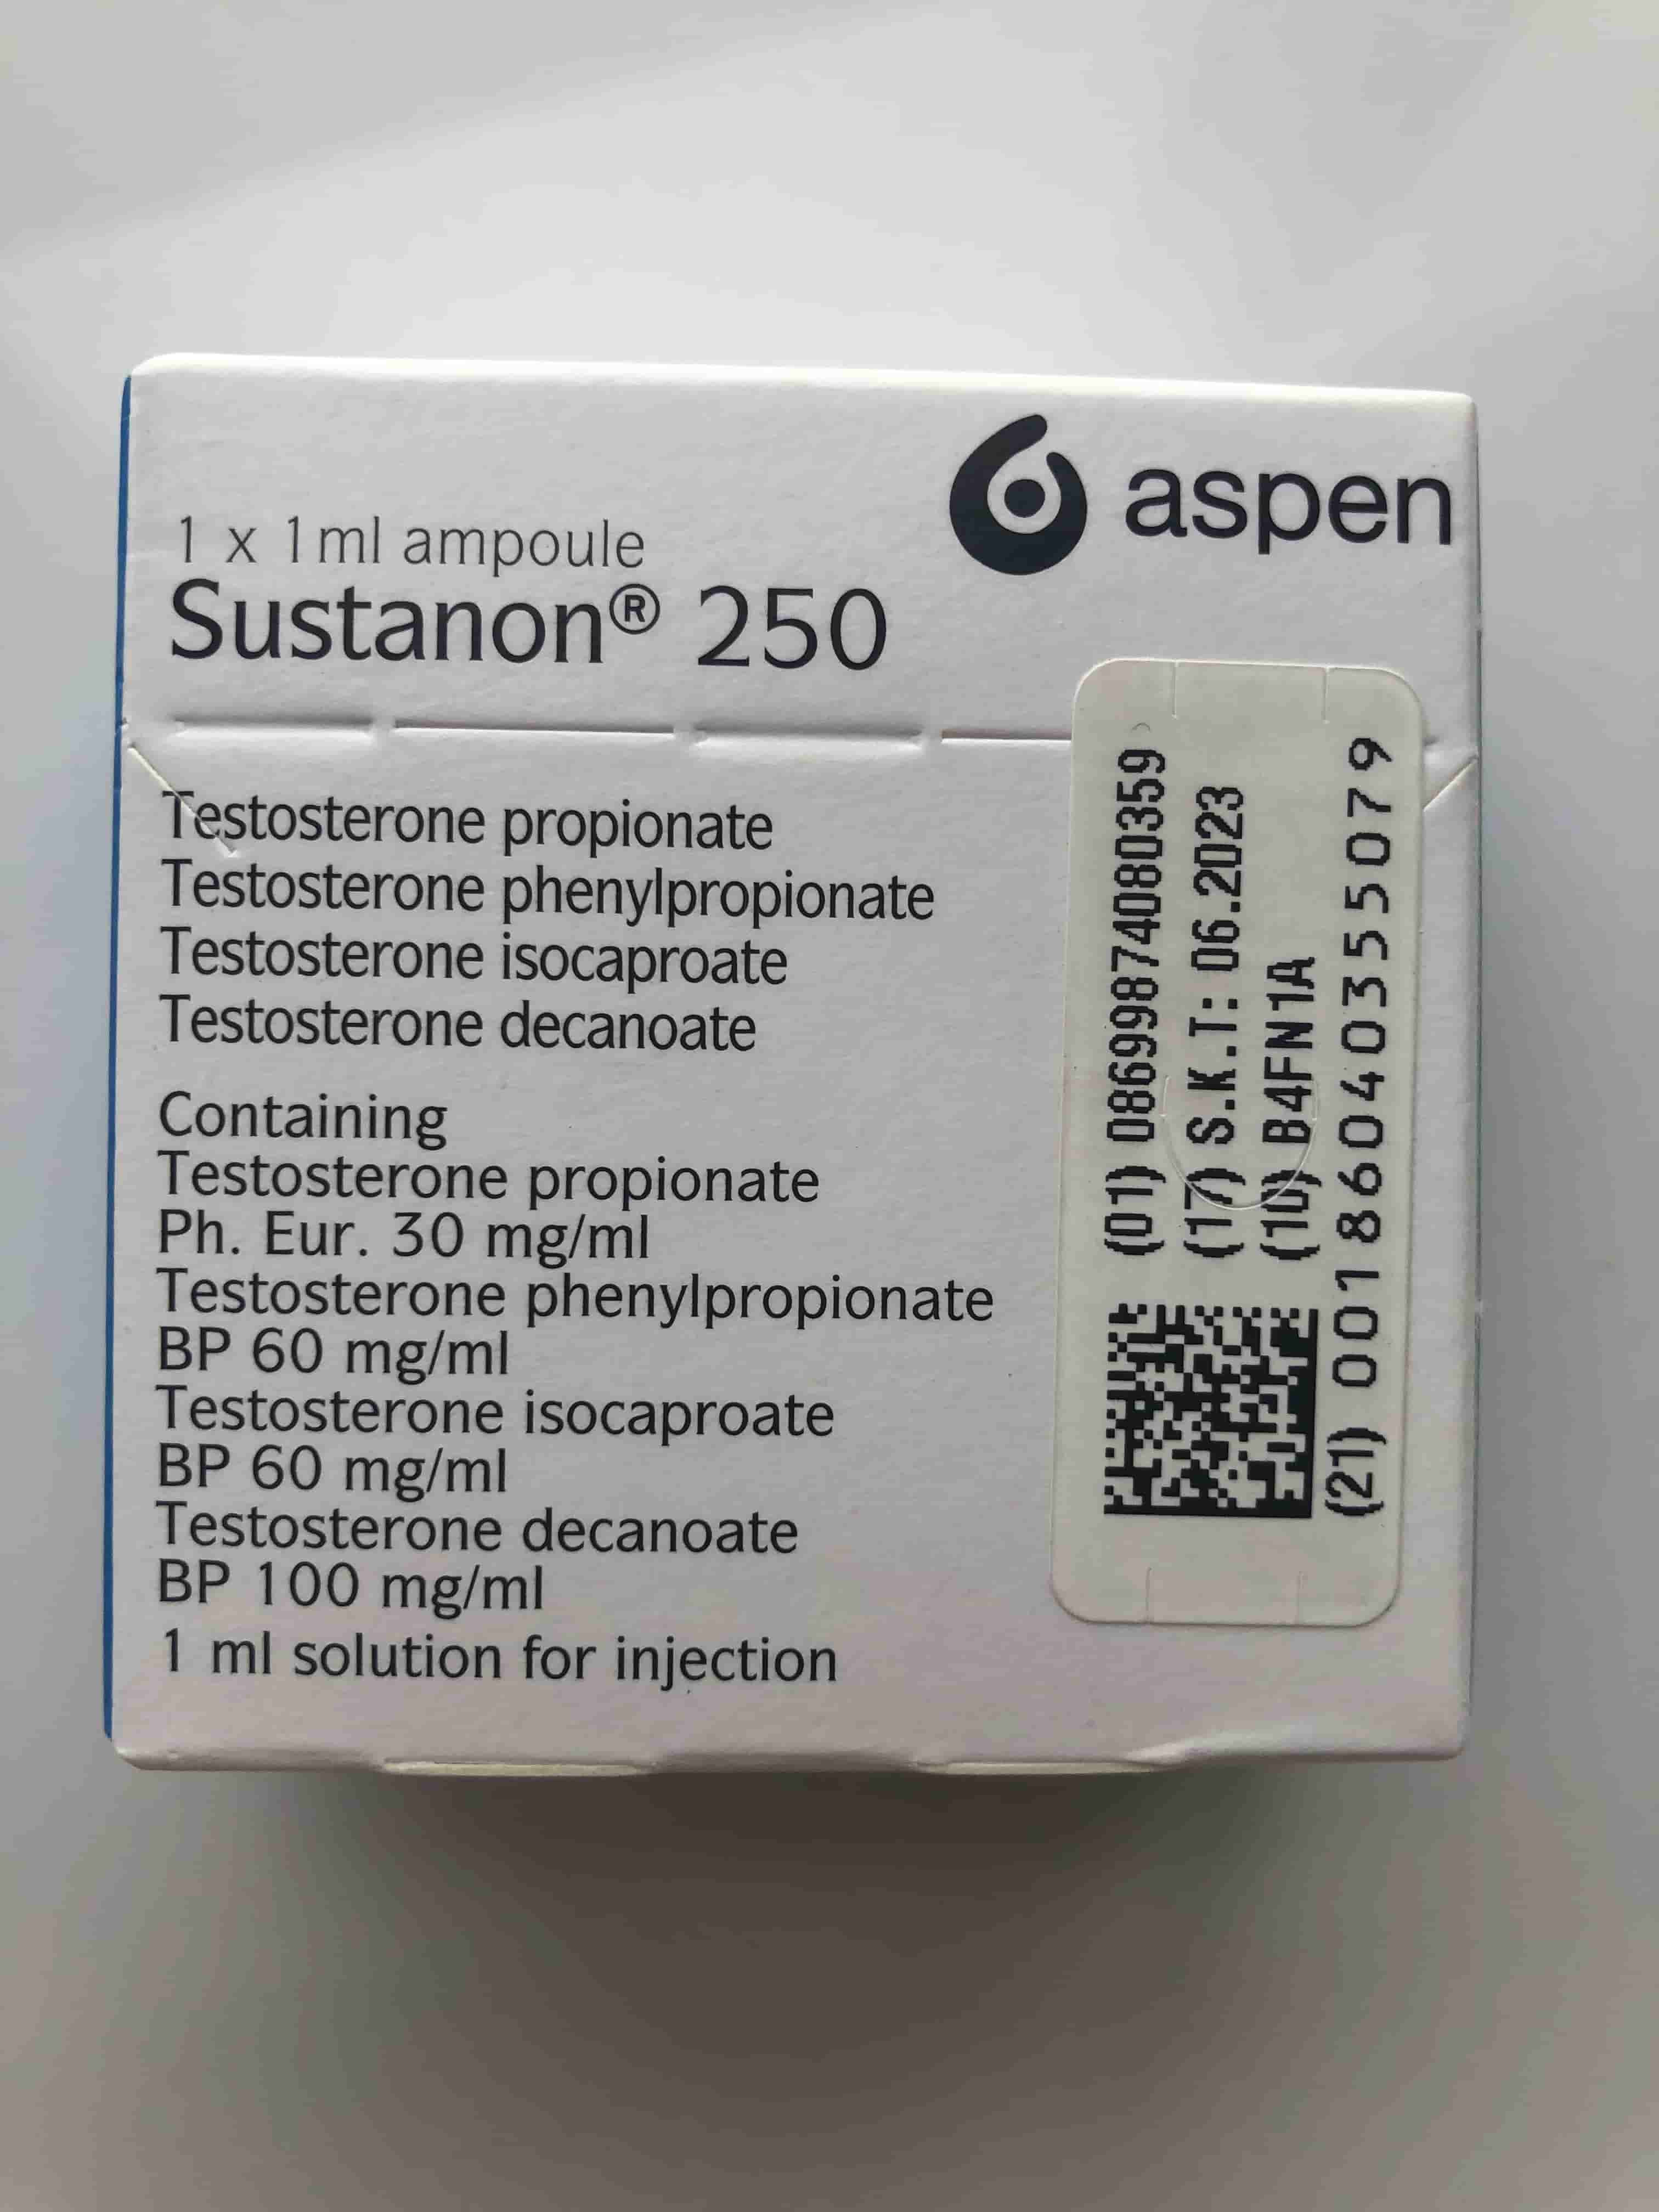 aspen
1 x 1ml ampoule
Sustanon® 250
Testosterone propionate
Testosterone phenylpropionate
Testosterone isocaproate
Testosterone decanoate
Containing
Testosterone propionate
Ph. Eur. 30 mg/ml
Testosterone phenylpropionate
BP 60 mg/ml
Testosterone isocaproate
BP 60 mg/ml
Testosterone decanoate
BP 100 mg/ml
1 ml solution for injection
(01) 08699874080359
(17) S.K.T: 06.2023
(10) B4FN1A
(21) 00186040355079